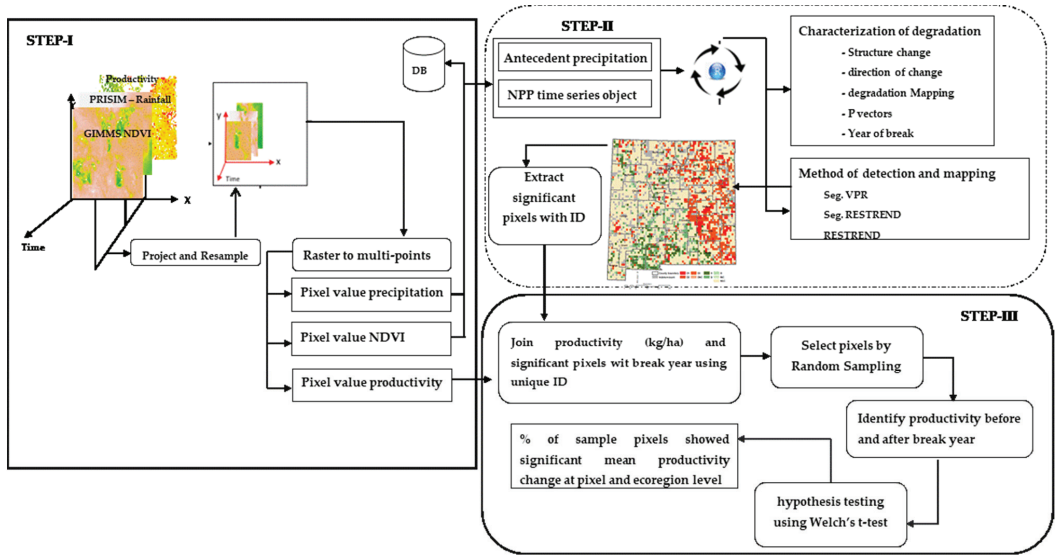 STEP-I
Productivity
PRISIM – Rainfall
GIMMS NDVI
X
Time
y
x
Time
DB
Project and Resample
Raster to multi-points
Pixel value precipitation
Pixel value NDVI
Pixel value productivity
STEP-II
Antecedent precipitation
NPP time series object
Characterization of degradation
- Structure change
- direction of change
- degradation Mapping
- P vectors
- Year of break
Method of detection and mapping
Seg. VPR
Seg. RESTREND
RESTREND
Extract
significant
pixels with ID
STEP-III
Join productivity (kg/ha) and
significant pixels wit break year using
unique ID
Select pixels by
Random Sampling
Identify productivity before
and after break year
hypothesis testing
using Welch's t-test
% of sample pixels showed
significant mean productivity
change at pixel and ecoregion level